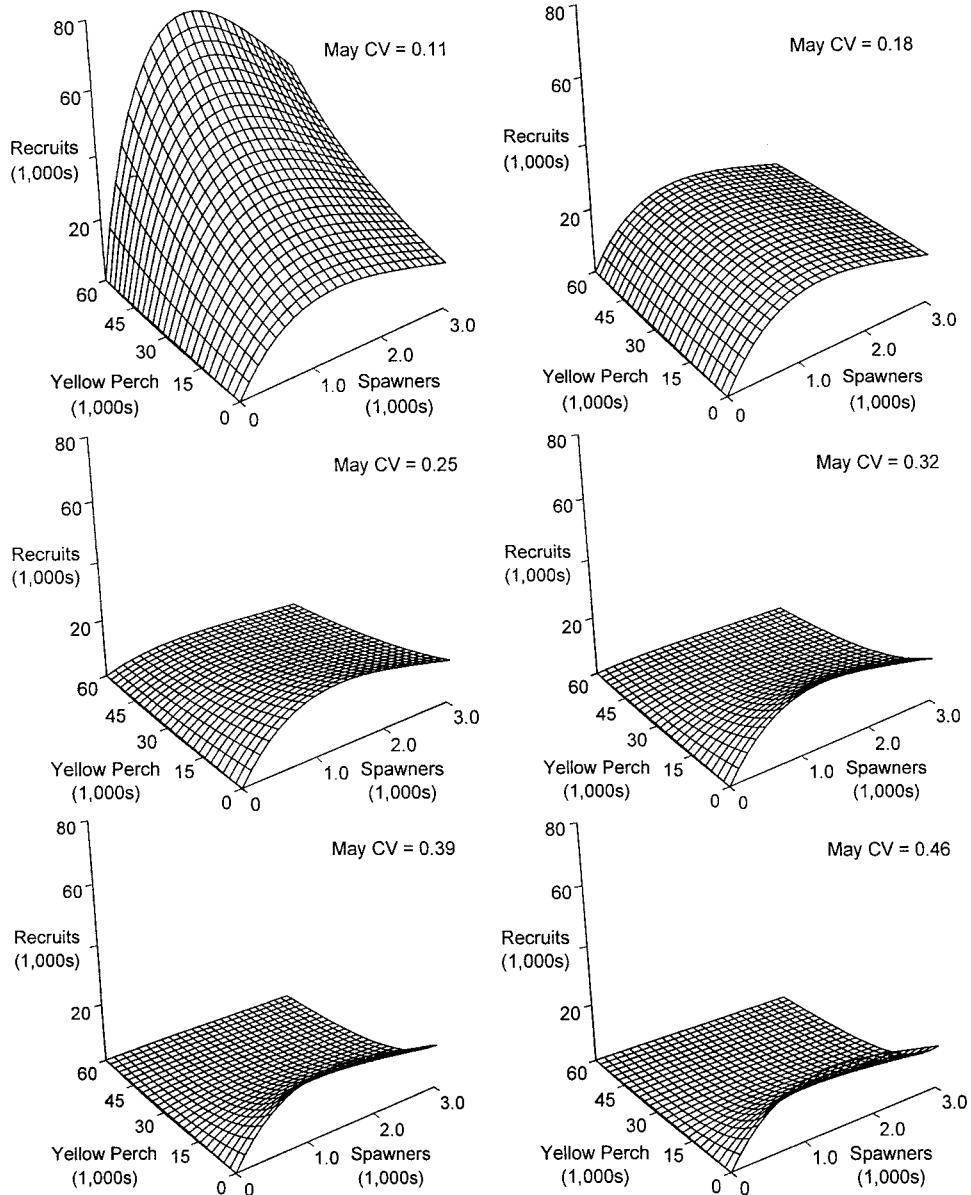 80
May CV = 0.11
60
Recruits
(1,000s)
20
60
45
30
Yellow Perch 15
(1,000s)
0 0
1.0 Spawners
(1,000s)
2.0
3.0
80
May CV = 0.18
60
Recruits
(1,000s)
20
60
45
30
Yellow Perch 15
(1,000s)
0 0
1.0 Spawners
(1,000s)
2.0
3.0
80
May CV = 0.25
60
Recruits
(1,000s)
20
60
45
30
Yellow Perch 15
(1,000s)
0 0
1.0 Spawners
(1,000s)
2.0
3.0
80
May CV = 0.32
60
Recruits
(1,000s)
20
60
45
30
Yellow Perch 15
(1,000s)
0 0
1.0 Spawners
(1,000s)
2.0
3.0
80
May CV = 0.39
60
Recruits
(1,000s)
20
60
45
30
Yellow Perch 15
(1,000s)
0 0
1.0 Spawners
(1,000s)
2.0
3.0
80
May CV = 0.46
60
Recruits
(1,000s)
20
60
45
30
Yellow Perch 15
(1,000s)
0 0
1.0 Spawners
(1,000s)
2.0
3.0